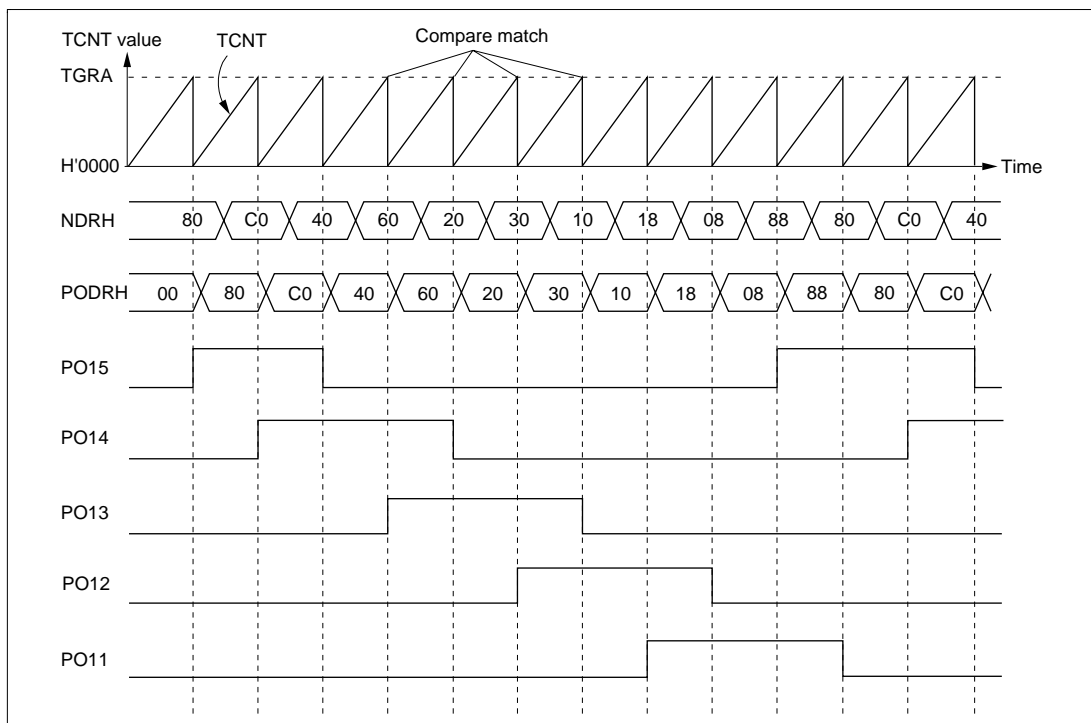 TCNT value
TCNT
Compare match
TGRA
H'0000
Time
NDRH
80 C0 40 60 20 30 10 18 08 88 80 C0 40
PODRH
00 80 C0 40 60 20 30 10 18 08 88 80 C0
PO15
PO14
PO13
PO12
PO11